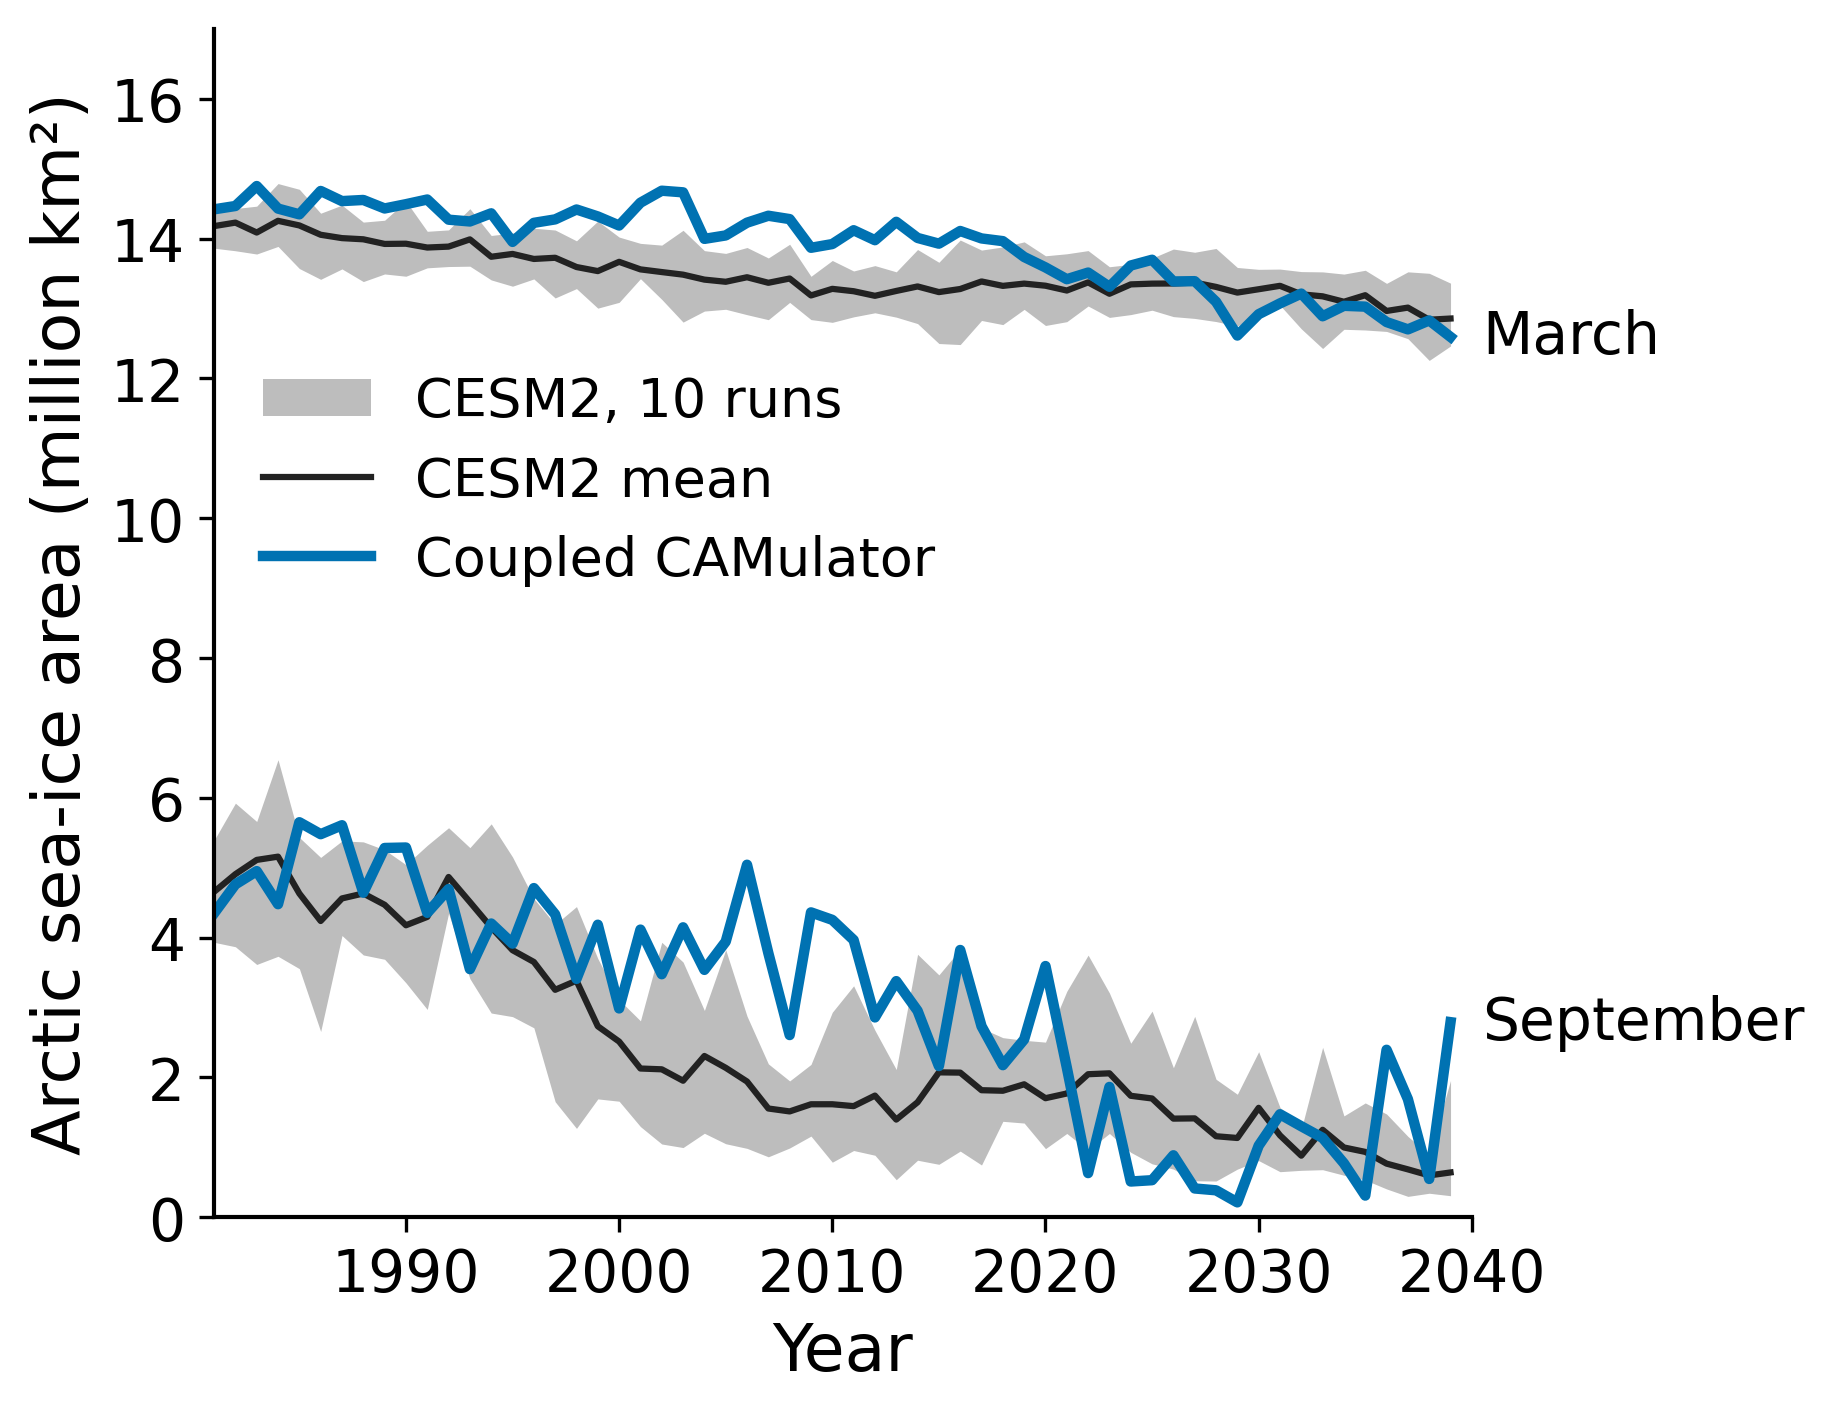 Arctic sea-ice area (million km²)
16
14
12
10
8
6
4
2
0
March
CESM2, 10 runs
CESM2 mean
Coupled CAMulator
September
1990 2000 2010 2020 2030 2040
Year